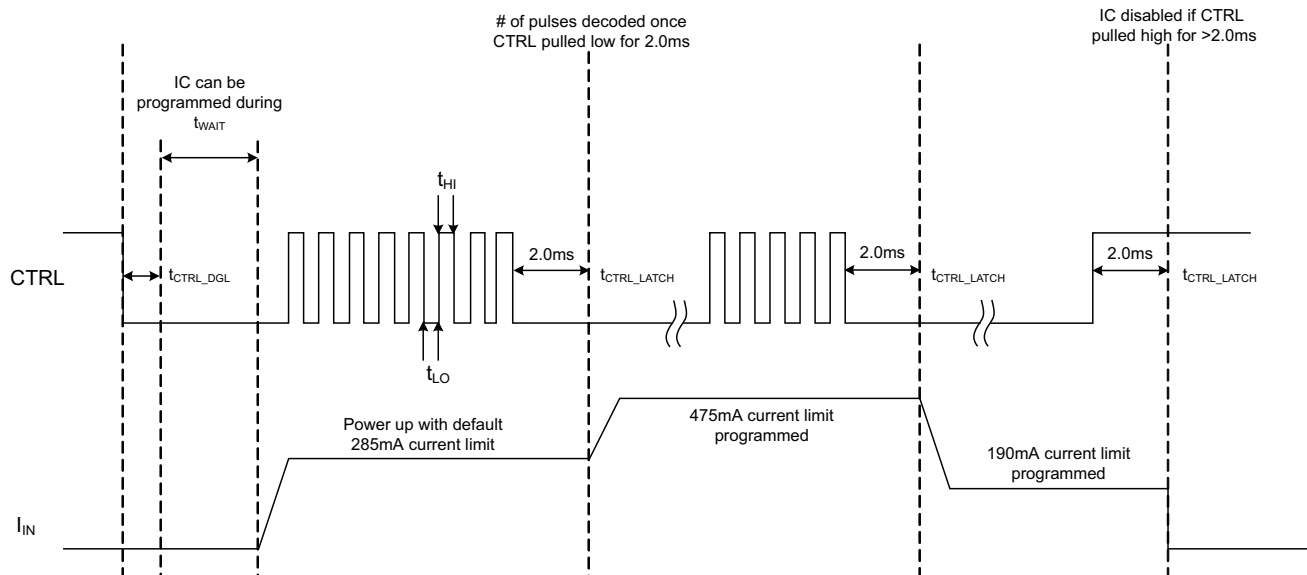 # of pulses decoded once
CTRL pulled low for 2.0ms
IC disabled if CTRL
pulled high for >2.0ms
IC can be
programmed during
tWAIT
tHI
CTRL
tCTRL_DGL
2.0ms
tCTRL_LATCH
2.0ms
tCTRL_LATCH
2.0ms
tCTRL_LATCH
tLO
Power up with default
285mA current limit
475mA current limit
programmed
190mA current limit
programmed
IIN